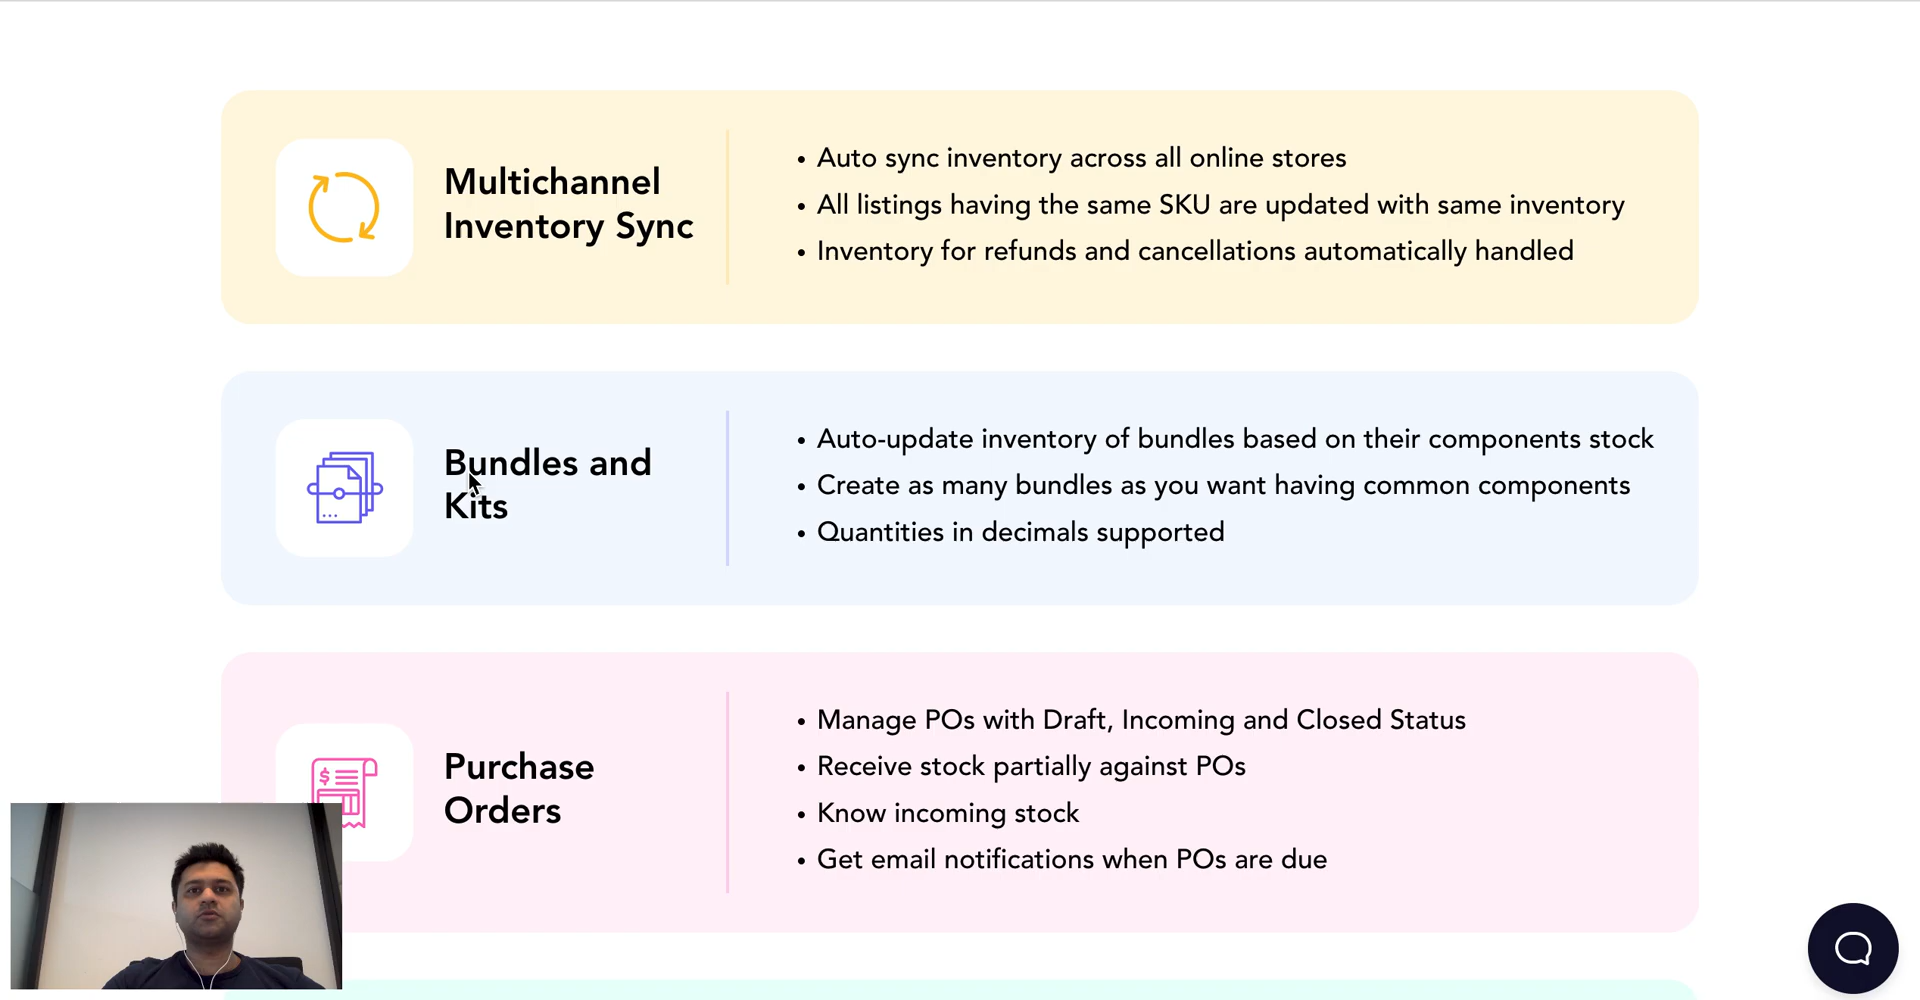 Multichannel
Inventory Sync
• Auto sync inventory across all online stores
• All listings having the same SKU are updated with same inventory
• Inventory for refunds and cancellations automatically handled
Bundles and
Kits
• Auto-update inventory of bundles based on their components stock
• Create as many bundles as you want having common components
• Quantities in decimals supported
$
Purchase
Orders
• Manage POs with Draft, Incoming and Closed Status
• Receive stock partially against POs
• Know incoming stock
• Get email notifications when POs are due